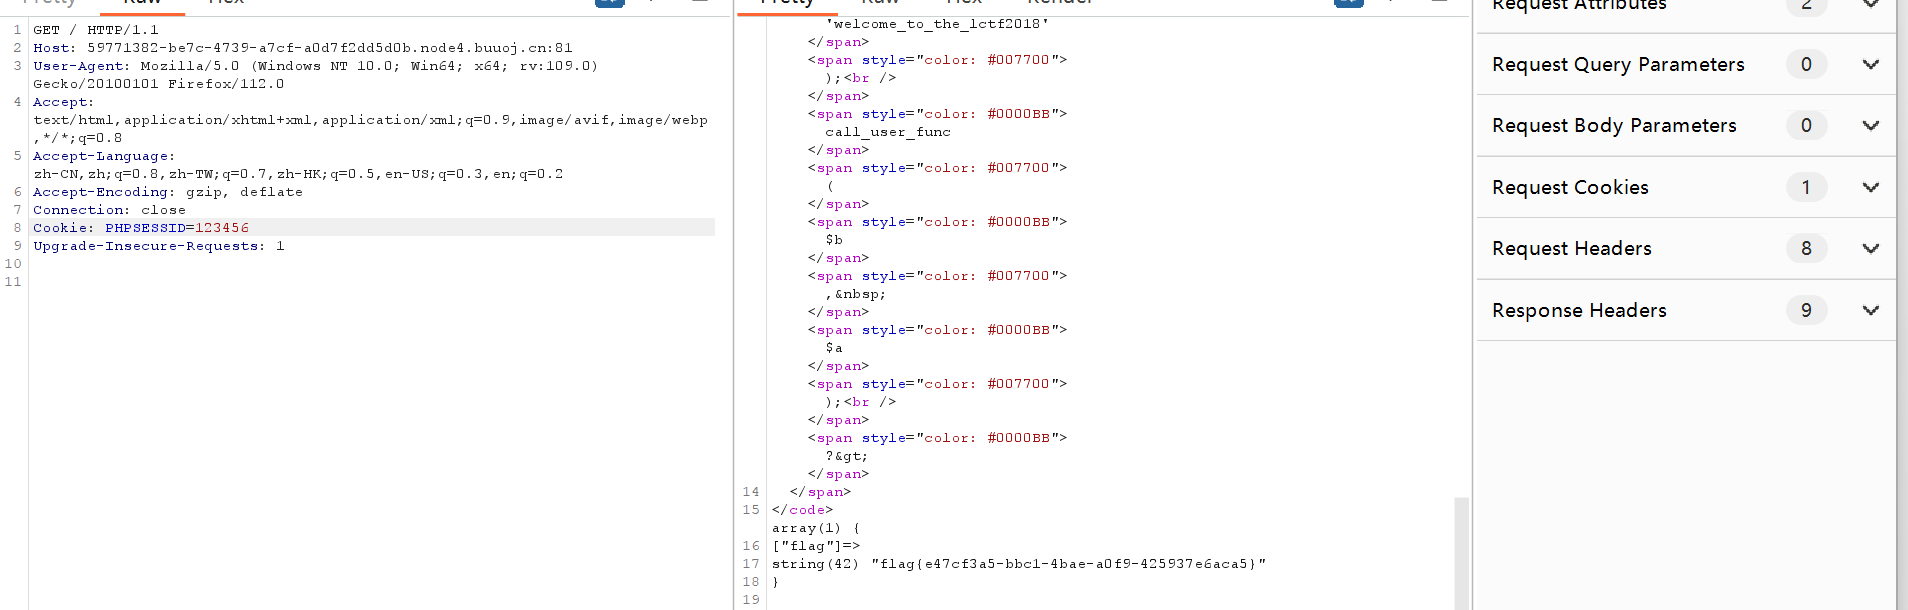 Pretty Raw Hex
1 GET / HTTP/1.1
2 Host: 59771382-be7c-4739-a7cf-a0d7f2dd5d0b.node4.buuoj.cn:81
3 User-Agent: Mozilla/5.0 (Windows NT 10.0; Win64; x64; rv:109.0)
Gecko/20100101 Firefox/112.0
4 Accept:
text/html,application/xhtml+xml,application/xml;q=0.9,image/avif,image/webp
,*/*;q=0.8
5 Accept-Language:
zh-CN,zh;q=0.8,zh-TW;q=0.7,zh-HK;q=0.5,en-US;q=0.3,en;q=0.2
6 Accept-Encoding: gzip, deflate
7 Connection: close
8 Cookie: PHPSESSID=123456
9 Upgrade-Insecure-Requests: 1
10
11
Pretty Raw Hex Render
'welcome_to_the_lctf2018'
</span>
<span style="color: #007700">
);<br />
</span>
<span style="color: #0000BB">
call_user_func
</span>
<span style="color: #007700">
(
</span>
<span style="color: #0000BB">
$b
</span>
<span style="color: #007700">
,&nbsp;
</span>
<span style="color: #0000BB">
$a
</span>
<span style="color: #007700">
);<br />
</span>
<span style="color: #0000BB">
?&gt;
</span>
14 </span>
15 </code>
array(1) {
16 ["flag"]=>
17 string(42) "flag{e47cf3a5-bbc1-4bae-a0f9-425937e6aca5}"
18 }
19
Request Attributes 2
Request Query Parameters 0
Request Body Parameters 0
Request Cookies 1
Request Headers 8
Response Headers 9